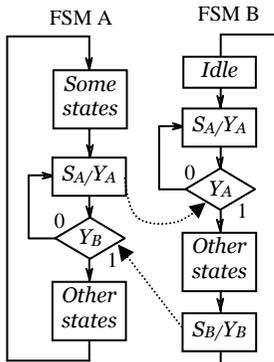 FSM A
FSM B
Some
states
Idle
S_A/Y_A
S_A/Y_A
0
Y_A
0
Y_B
1
1
Other
states
Other
states
S_B/Y_B